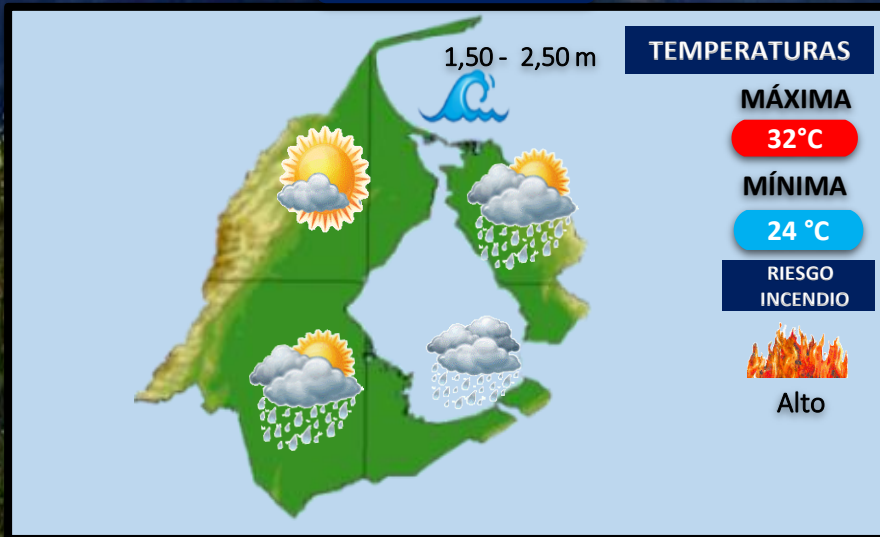 1,50 - 2,50 m
TEMPERATURAS
MÁXIMA
32°C
MÍNIMA
24 °C
RIESGO
INCENDIO
Alto